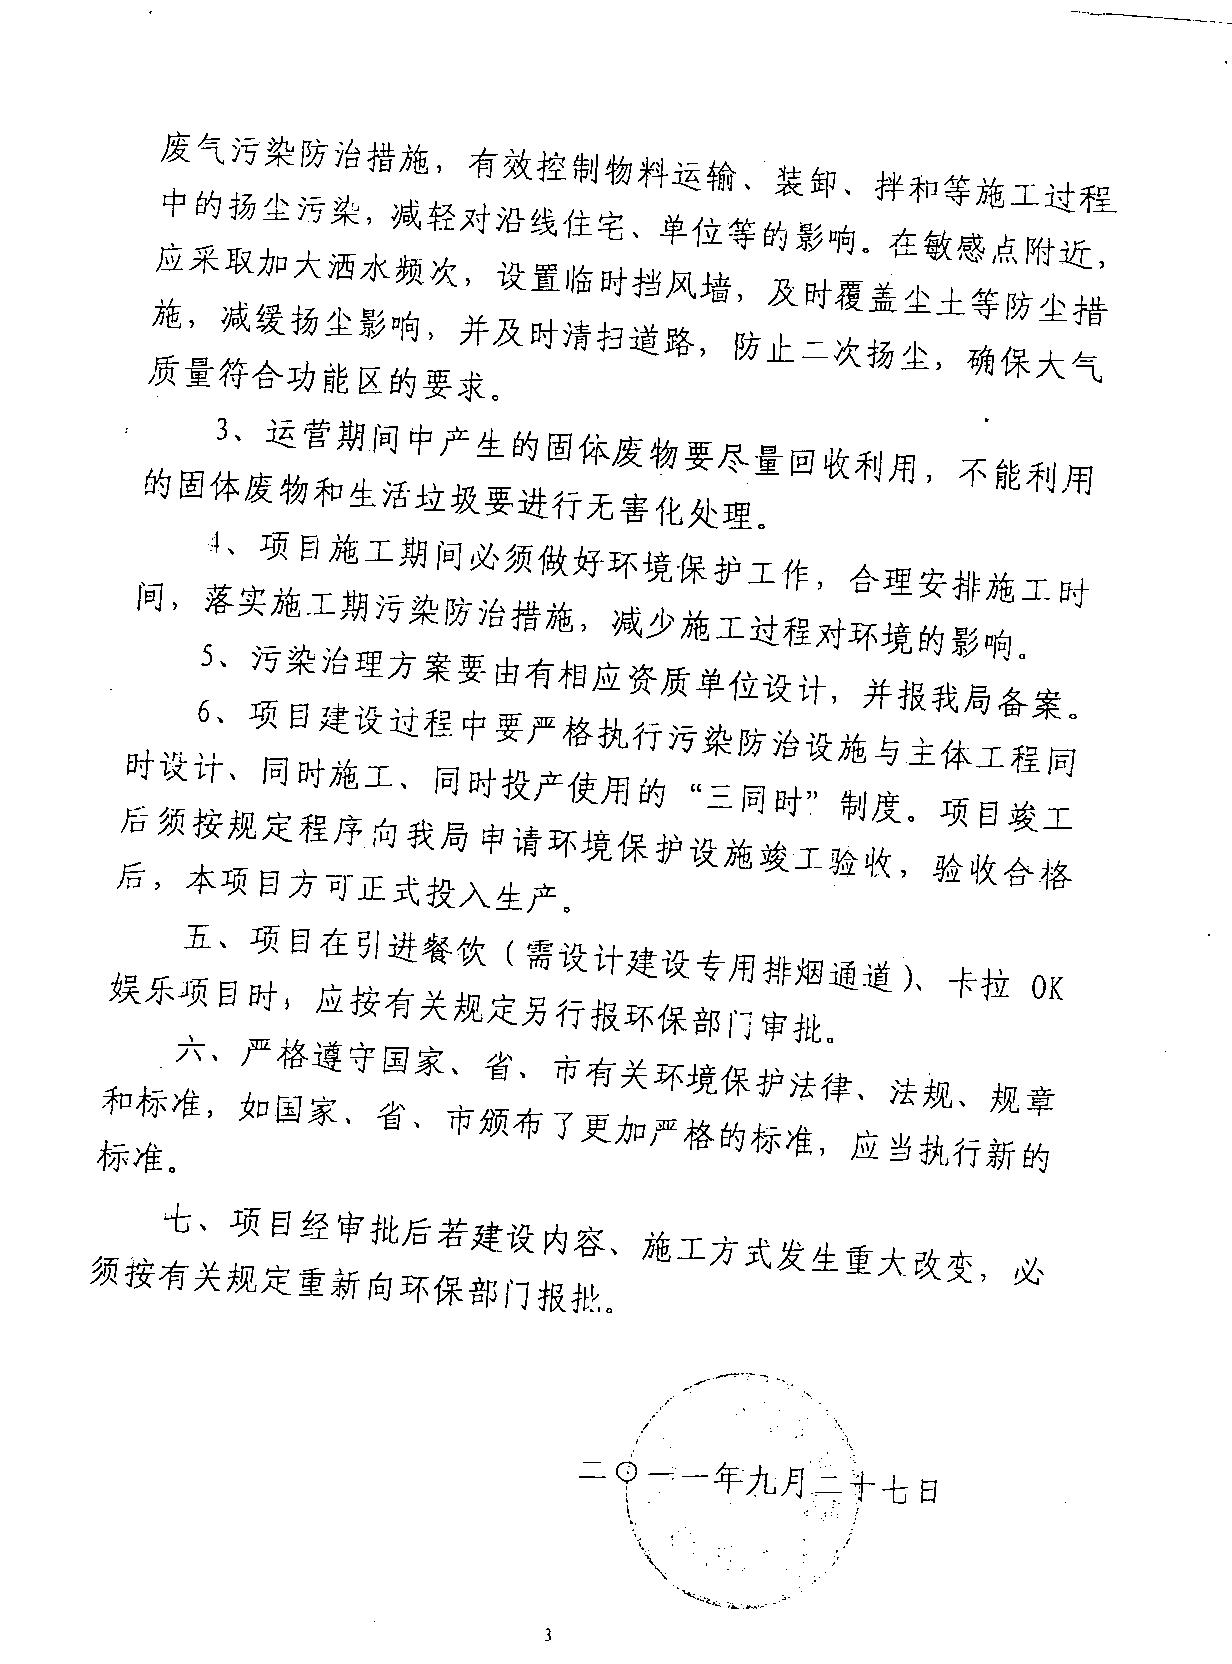 废气污染防治措施，有效控制物料运输、装卸、拌和等施工过程
中的扬尘污染，减轻对沿线住宅、单位等的影响。在敏感点附近，
应采取加大洒水频次，设置临时挡风墙，及时覆盖尘土等防尘措
施，减缓扬尘影响，并及时清扫道路，防止二次扬尘，确保大气
质量符合功能区的要求。
3、运营期间中产生的固体废物要尽量回收利用，不能利用
的固体废物和生活垃圾要进行无害化处理。
4、项目施工期间必须做好环境保护工作，合理安排施工时
间，落实施工期污染防治措施，减少施工过程对环境的影响。
5、污染治理方案要由有相应资质单位设计，并报我局备案。
6、项目建设过程中要严格执行污染防治设施与主体工程同
时设计、同时施工、同时投产使用的“三同时”制度。项目竣工
后须按规定程序向我局申请环境保护设施竣工验收，验收合格
后，本项目方可正式投入生产。
五、项目在引进餐饮（需设计建设专用排烟通道）、卡拉 OK
娱乐项目时，应按有关规定另行报环保部门审批。
六、严格遵守国家、省、市有关环境保护法律、法规、规章
和标准，如国家、省、市颁布了更加严格的标准，应当执行新的
标准。
七、项目经审批后若建设内容、施工方式发生重大改变，必
须按有关规定重新向环保部门报批。
二〇一一年九月二十七日
3